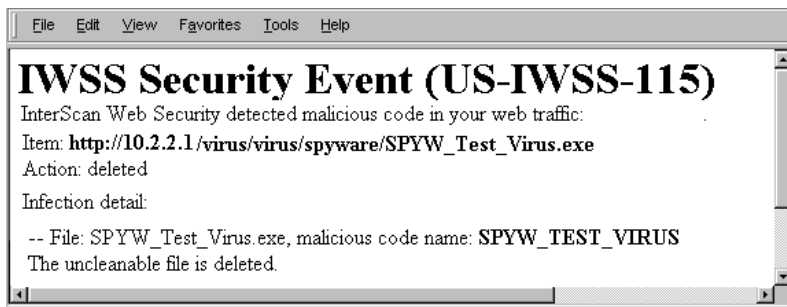 File Edit View Favorites Tools Help
IWSS Security Event (US-IWSS-115)
InterScan Web Security detected malicious code in your web traffic:
Item: http://10.2.2.1/virus/virus/spyware/SPYW_Test_Virus.exe
Action: deleted
Infection detail:
-- File: SPYW_Test_Virus.exe, malicious code name: SPYW_TEST_VIRUS
The uncleanable file is deleted.